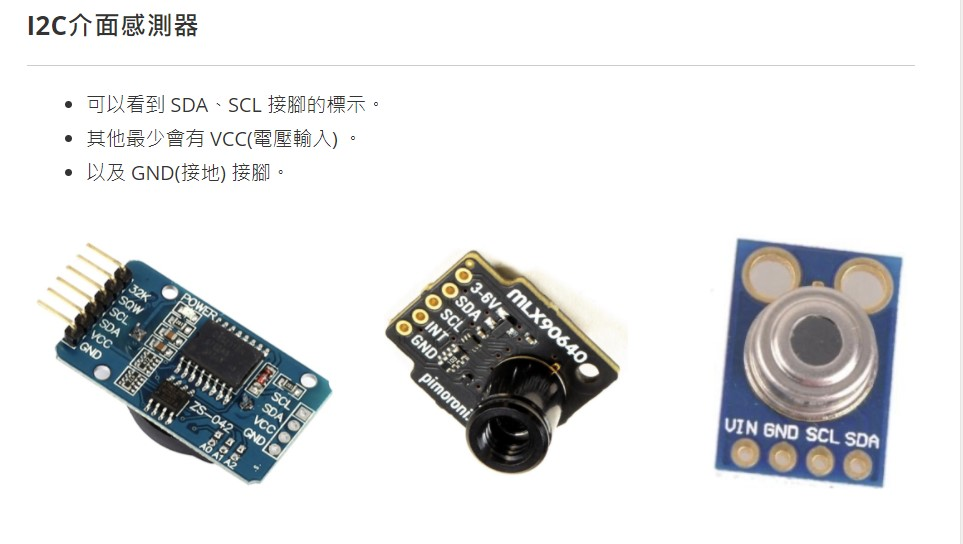 I2C介面感測器
可以看到 SDA、SCL 接腳的標示。
其他最少會有 VCC(電壓輸入) 。
以及 GND(接地) 接腳。
32K
SQW
SCL
SDA
VCC
GND
POWER
ZS-042
A0 A1 A2
SCL
SDA
VCC
GND
3-6V
SDA
SCL
INT
GND
MLX90640
pimoroni
VIN GND SCL SDA